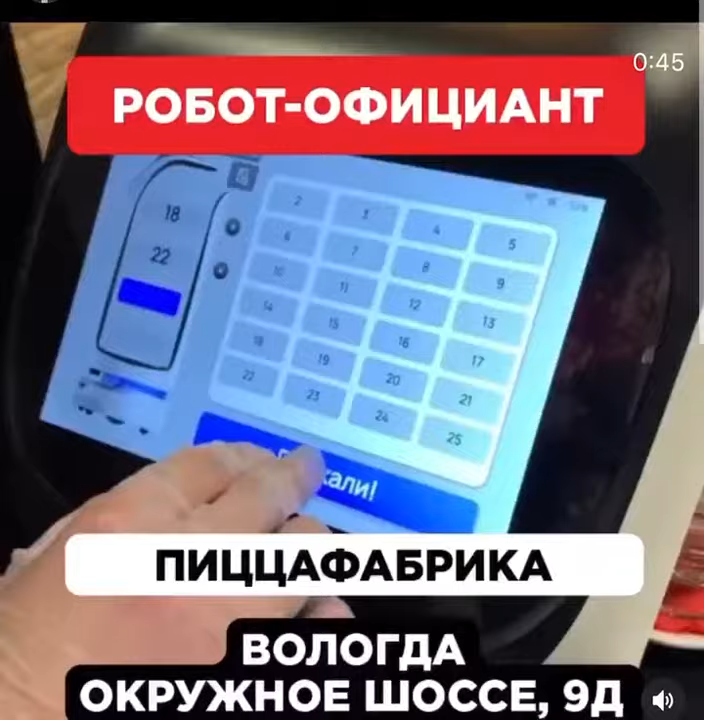 0:45
РОБОТ-ОФИЦИАНТ
18
22
2 3 4 5
6 7 8 9
10 11 12 13
14 15 16 17
18 19 20 21
22 23 24 25
ПИЦЦАФАБРИКА
ВОЛОГДА
ОКРУЖНОЕ ШОССЕ, 9Д